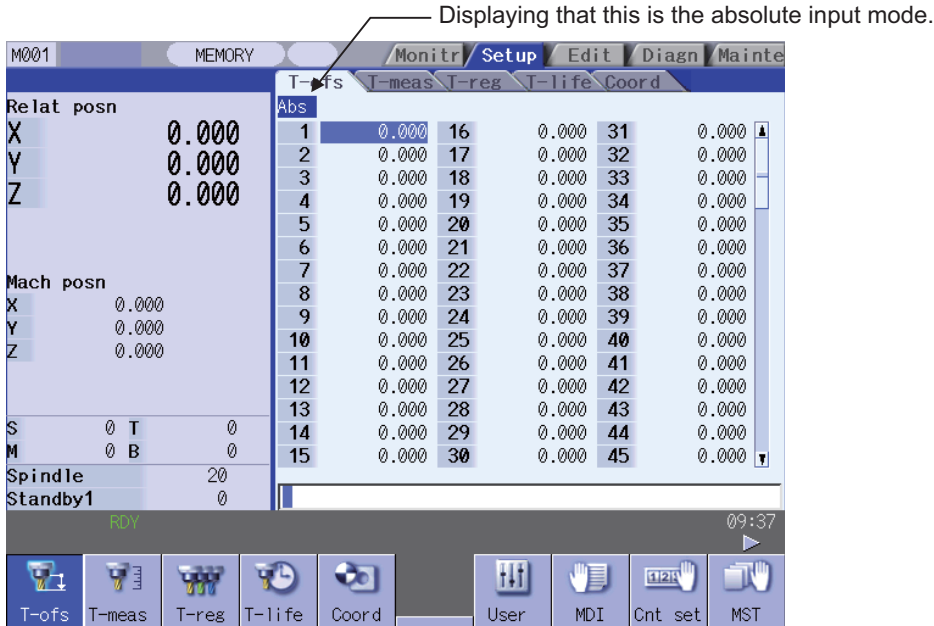 Displaying that this is the absolute input mode.
M001 MEMORY Monitr Setup Edit Diagn Mainte
T-ofs T-meas T-reg T-life Coord
Relat posn
X 0.000
Y 0.000
Z 0.000
Mach posn
X 0.000
Y 0.000
Z 0.000
S 0 T 0
M 0 B 0
Spindle 20
Standby1 0
Abs
1 0.000 16 0.000 31 0.000
2 0.000 17 0.000 32 0.000
3 0.000 18 0.000 33 0.000
4 0.000 19 0.000 34 0.000
5 0.000 20 0.000 35 0.000
6 0.000 21 0.000 36 0.000
7 0.000 22 0.000 37 0.000
8 0.000 23 0.000 38 0.000
9 0.000 24 0.000 39 0.000
10 0.000 25 0.000 40 0.000
11 0.000 26 0.000 41 0.000
12 0.000 27 0.000 42 0.000
13 0.000 28 0.000 43 0.000
14 0.000 29 0.000 44 0.000
15 0.000 30 0.000 45 0.000
RDY 09:37
T-ofs T-meas T-reg T-life Coord User MDI Cnt set MST